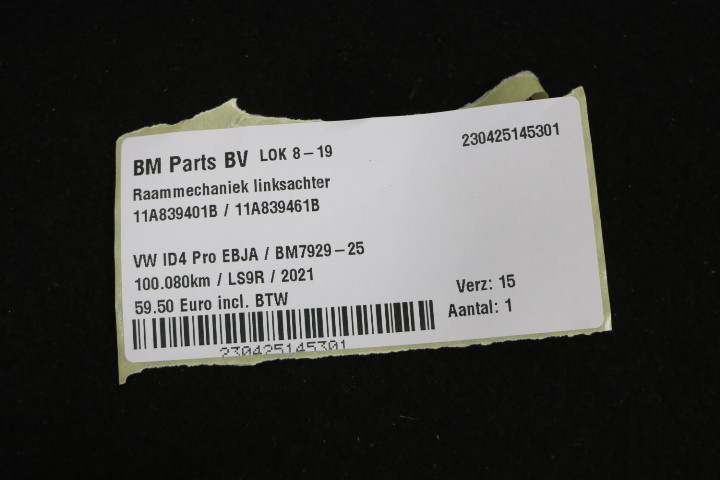 BM Parts BV LOK 8-19
230425145301
Raammechaniek linksachter
11A839401B / 11A839461B
VW ID4 Pro EBJA / BM7929-25
100.080km / LS9R / 2021
59.50 Euro incl. BTW
Verz: 15
Aantal: 1
230425145301